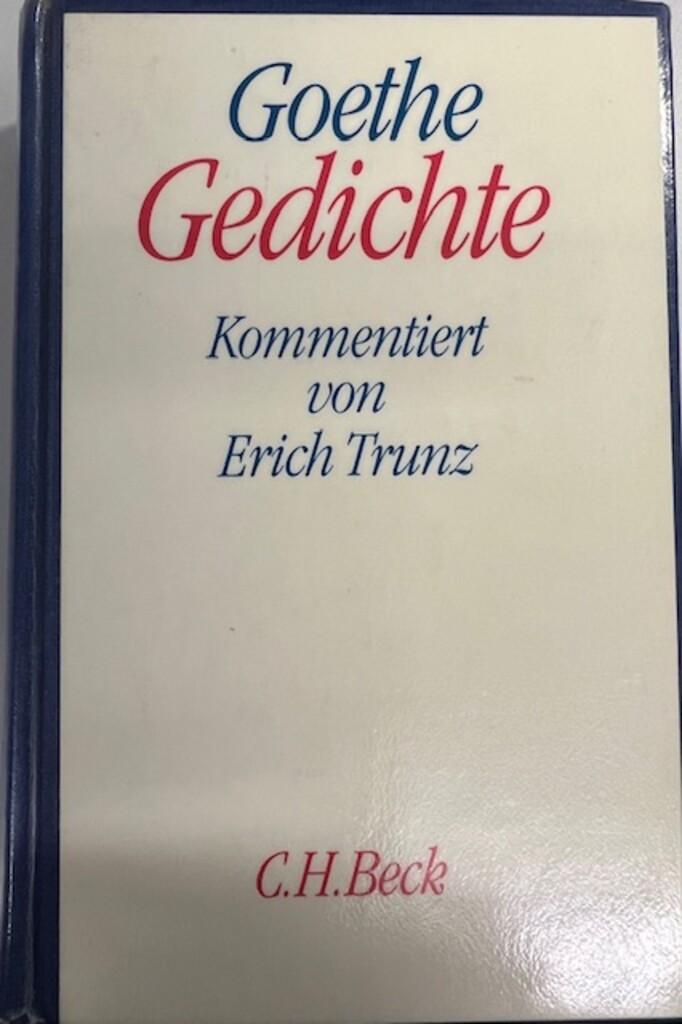 Goethe
Gedichte
Kommentiert
von
Erich Trunz
C.H.Beck